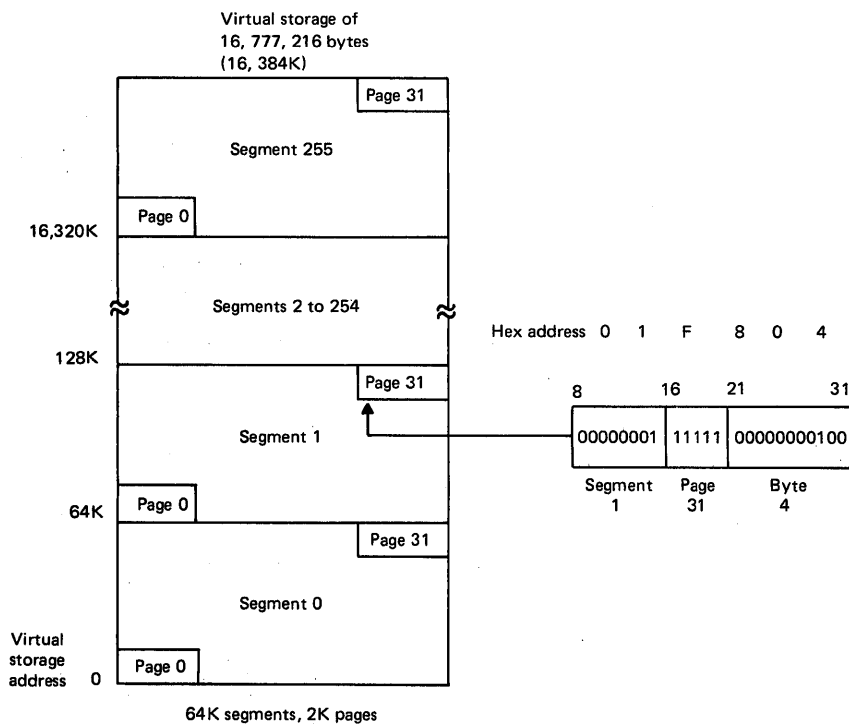 Virtual storage of
16, 777, 216 bytes
(16, 384K)
Page 31
Segment 255
Page 0
16,320K
Segments 2 to 254
Hex address 0 1 F 8 0 4
128K
Page 31
8 16 21 31
Segment 1
00000001 11111 00000000100
Segment Page Byte
1 31 4
Page 0
64K
Page 31
Segment 0
Virtual
storage
address 0
Page 0
64K segments, 2K pages